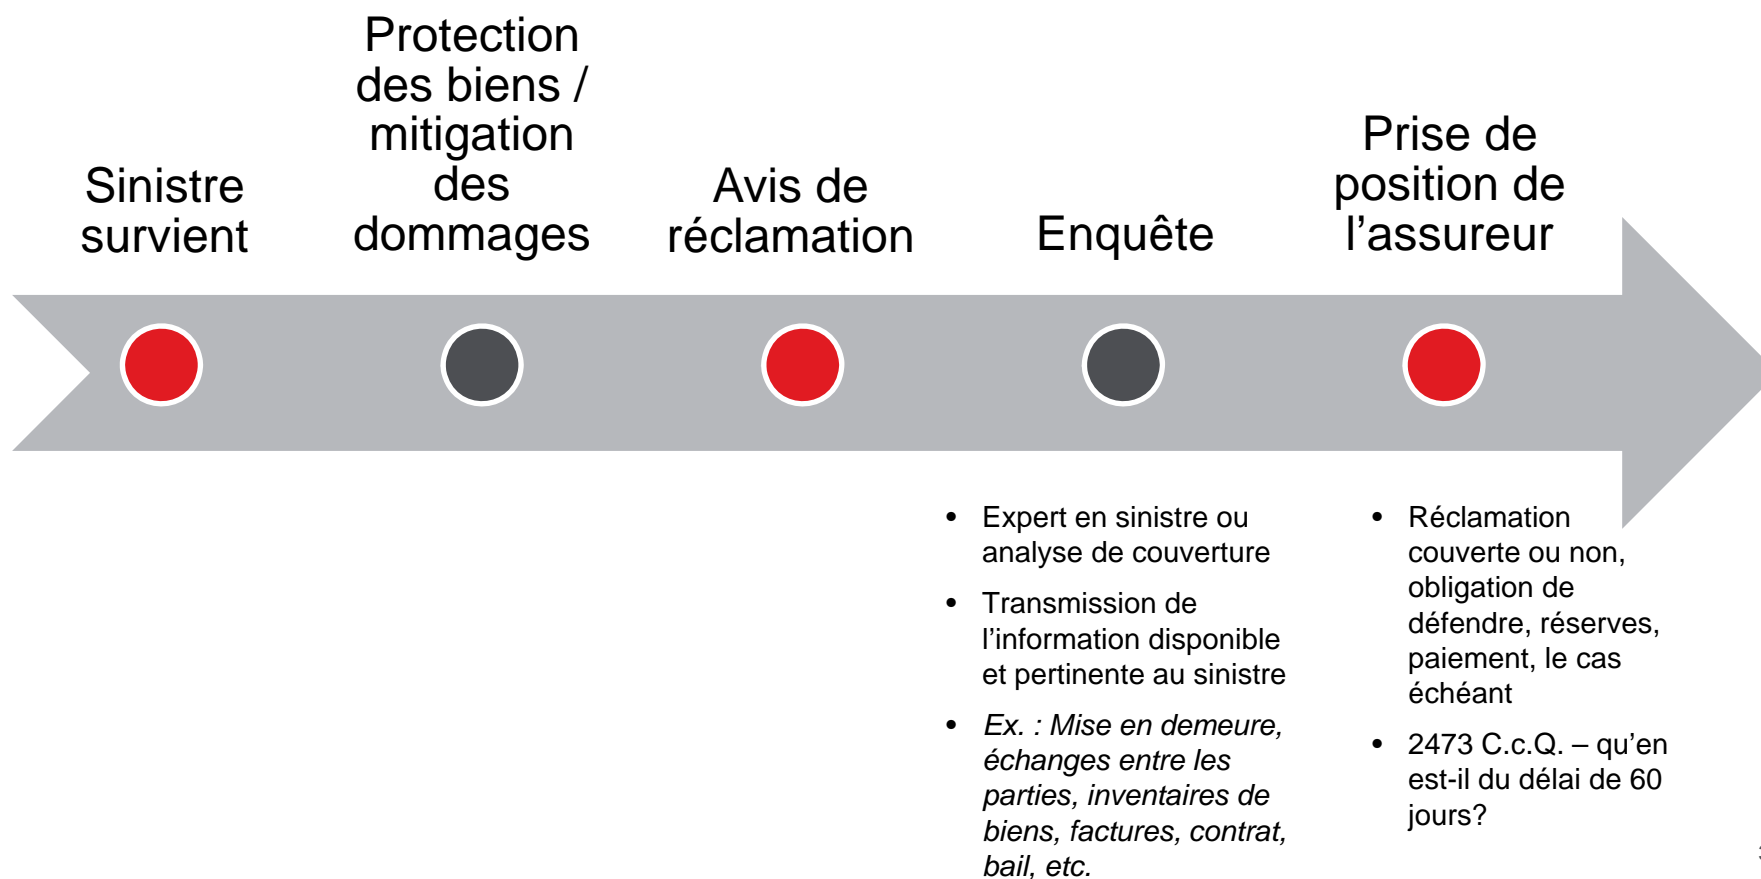 Sinistre
survient
Protection
des biens /
mitigation
des
dommages
Avis de
réclamation
Enquête
Prise de
position de
l’assureur
• Expert en sinistre ou
analyse de couverture
• Transmission de
l’information disponible
et pertinente au sinistre
• Ex. : Mise en demeure,
échanges entre les
parties, inventaires de
biens, factures, contrat,
bail, etc.
• Réclamation
couverte ou non,
obligation de
défendre, réserves,
paiement, le cas
échéant
• 2473 C.c.Q. – qu’en
est-il du délai de 60
jours?